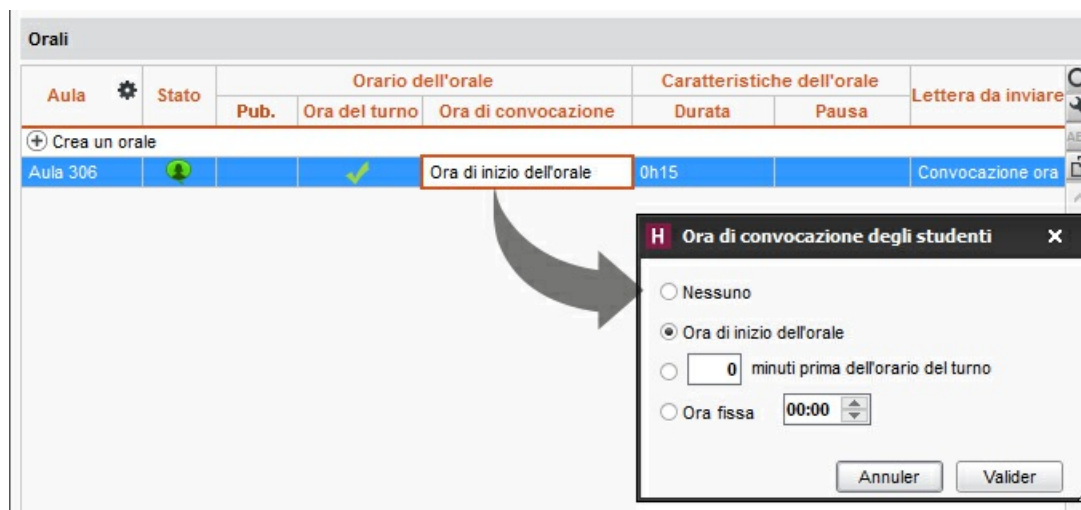 Orali
Aula Stato Orario dell'orale Caratteristiche dell'orale Lettera da inviare
Pub. Ora del turno Ora di convocazione Durata Pausa
Crea un orale
Aula 306 Ora di inizio dell'orale 0h15 Convocazione ora
H Ora di convocazione degli studenti
Nessuno
Ora di inizio dell'orale
0 minuti prima dell'orario del turno
Ora fissa 00:00
Annuler Valider